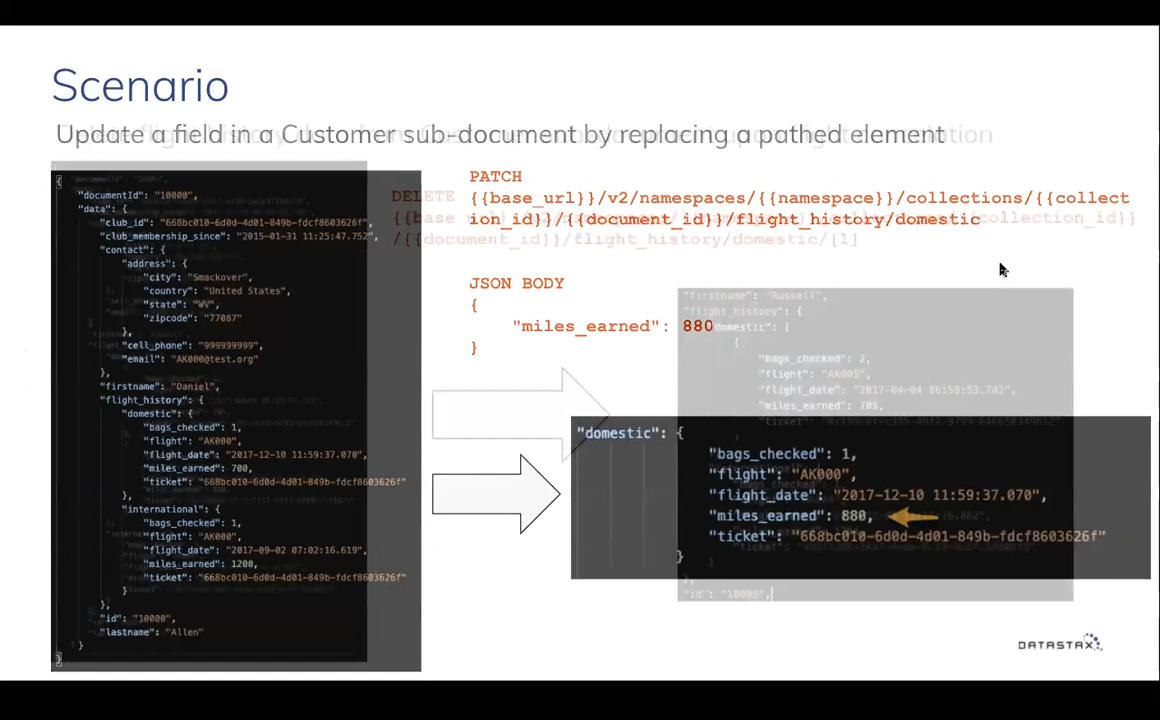 Scenario
Update a field in a Customer sub-document by replacing a pathed element
{
"documentId": "10000",
"data": {
"club_id": "668bc010-6d0d-4d01-849b-fdcf8603626f",
"club_membership_since": "2015-01-31 11:25:47.752",
"contact": {
"address": {
"city": "Smackover",
"country": "United States",
"state": "WV",
"zipcode": "77087"
},
"cell_phone": "999999999",
"email": "AK000@test.org"
},
"firstname": "Daniel",
"flight_history": {
"domestic": {
"bags_checked": 1,
"flight": "AK000",
"flight_date": "2017-12-10 11:59:37.070",
"miles_earned": 700,
"ticket": "668bc010-6d0d-4d01-849b-fdcf8603626f"
},
"international": {
"bags_checked": 1,
"flight": "AK000",
"flight_date": "2017-09-02 07:02:16.619",
"miles_earned": 1200,
"ticket": "668bc010-6d0d-4d01-849b-fdcf8603626f"
}
},
"id": "10000",
"lastname": "Allen"
}
}
PATCH
{{base_url}}/v2/namespaces/{{namespace}}/collections/{{collect
ion_id}}/{{document_id}}/flight_history/domestic
DELETE
/{{document_id}}/flight_history/domestic/[1]
JSON BODY
{
"miles_earned": 880
}
"firstname": "Russell",
"flight_history": {
"domestic": [
{
"bags_checked": 2,
"flight": "AK005",
"flight_date": "2017-04-04 06:59:53.742",
"miles_earned": 705,
"domestic": {
"bags_checked": 1,
"flight": "AK000",
"flight_date": "2017-12-10 11:59:37.070",
"miles_earned": 880,
"ticket": "668bc010-6d0d-4d01-849b-fdcf8603626f"
}
"id": "10005",
DATASTAX